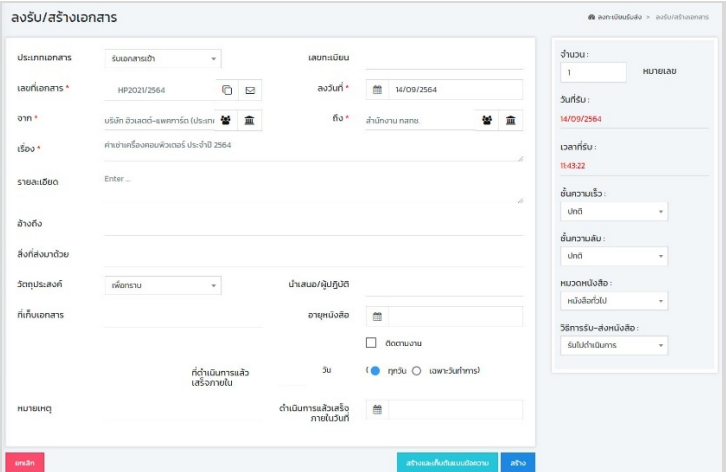 ลงรับ/สร้างเอกสาร
ลงทะเบียนรับส่ง > ลงรับ/สร้างเอกสาร
ประเภทเอกสาร รับเอกสารเข้า เลขทะเบียน
เลขที่เอกสาร * HP2021/2564 ลงวันที่ * 14/09/2564
จาก * บริษัท ฮิวเลตต์-แพคการ์ด (ประเท ถึง * สำนักงาน กสทช.
เรื่อง * ค่าเช่าเครื่องคอมพิวเตอร์ ประจำปี 2564
รายละเอียด Enter ...
อ้างถึง
สิ่งที่ส่งมาด้วย
วัตถุประสงค์ เพื่อทราบ นำเสนอ/ผู้ปฏิบัติ
ที่เก็บเอกสาร อายุหนังสือ
ติดตามงาน
ที่ดำเนินการแล้ว
เสร็จภายใน วัน ( ทุกวัน เฉพาะวันทำการ)
หมายเหตุ ดำเนินการแล้วเสร็จ
ภายในวันที่
ยกเลิก สร้างและเก็บต้นแบบข้อความ สร้าง
จำนวน :
1 หมายเลข
วันที่รับ :
14/09/2564
เวลาที่รับ :
11:43:22
ชั้นความเร็ว :
ปกติ
ชั้นความลับ :
ปกติ
หมวดหนังสือ :
หนังสือทั่วไป
วิธีการรับ-ส่งหนังสือ :
รับไปดำเนินการ